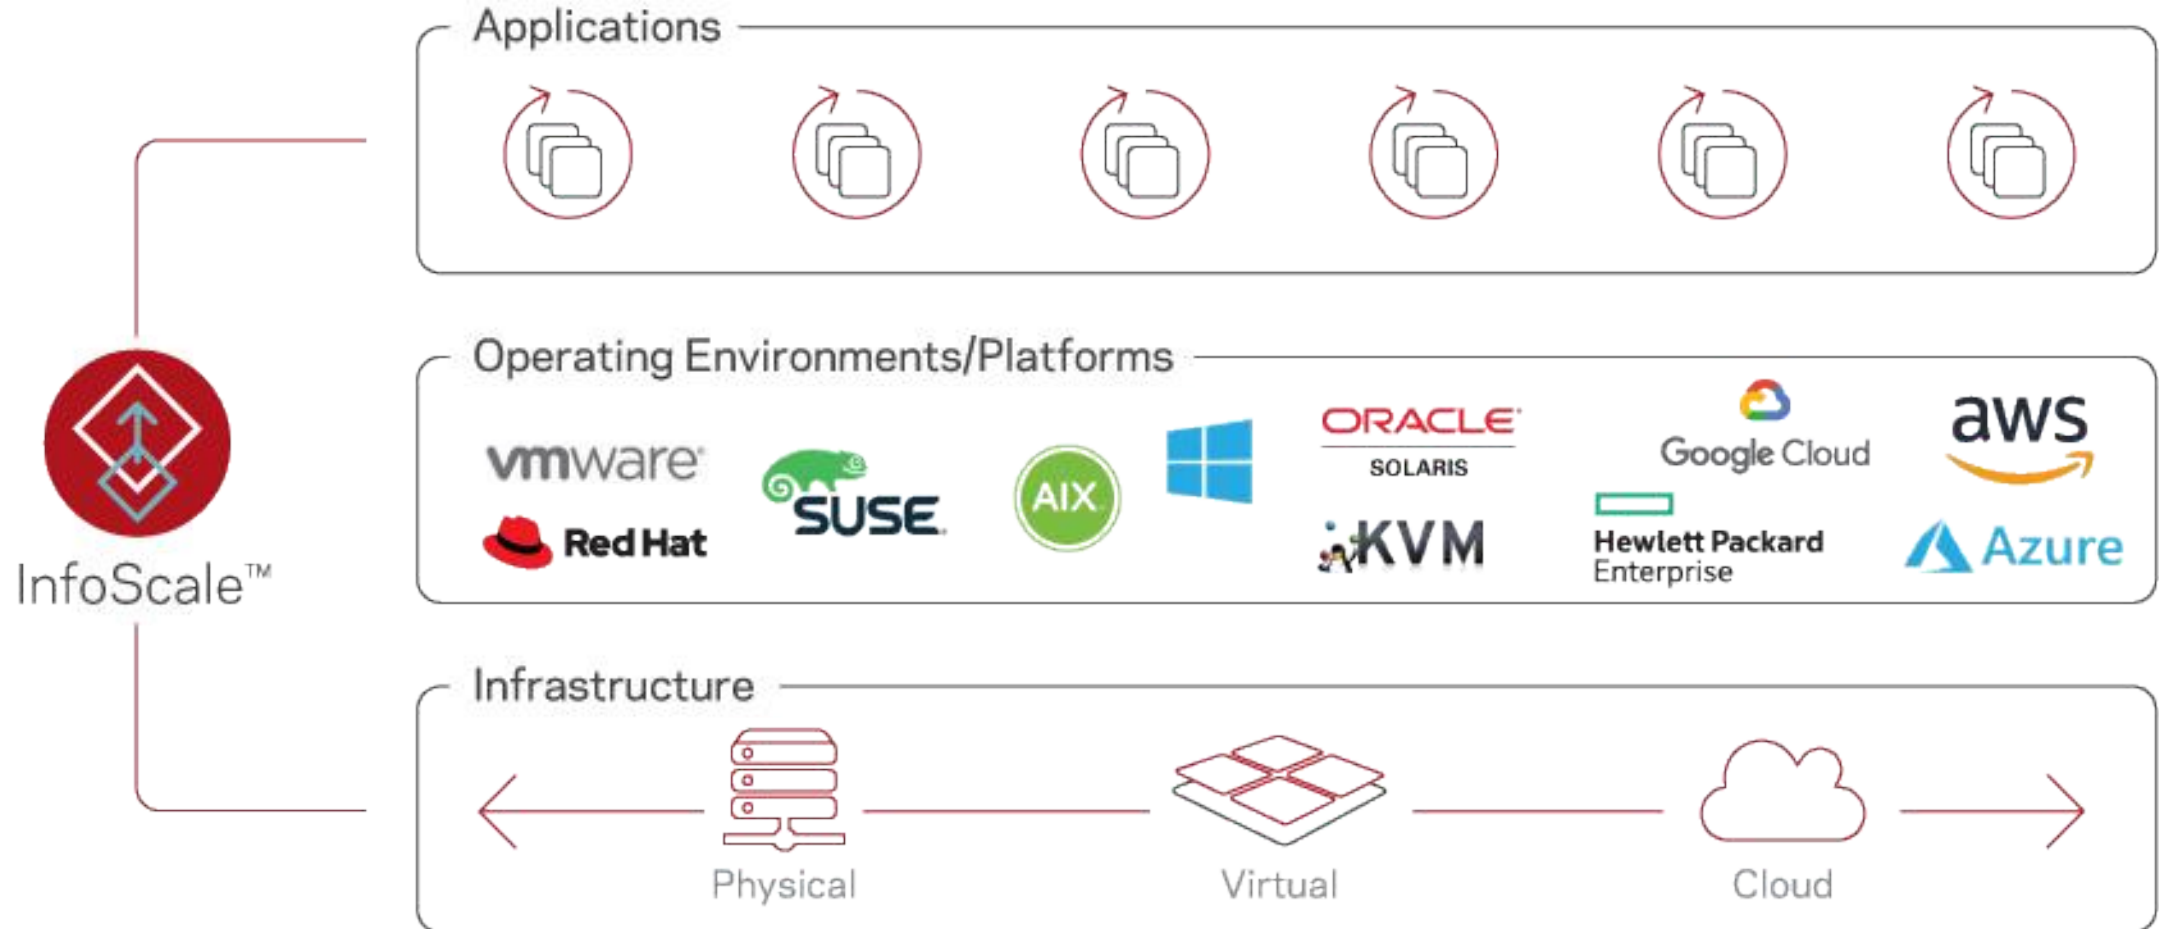 Applications
InfoScale™
Operating Environments/Platforms
vmware®
Red Hat
SUSE®
AIX
ORACLE®
SOLARIS
KVM
Google Cloud
Hewlett Packard
Enterprise
aws
Azure
Infrastructure
Physical
Virtual
Cloud